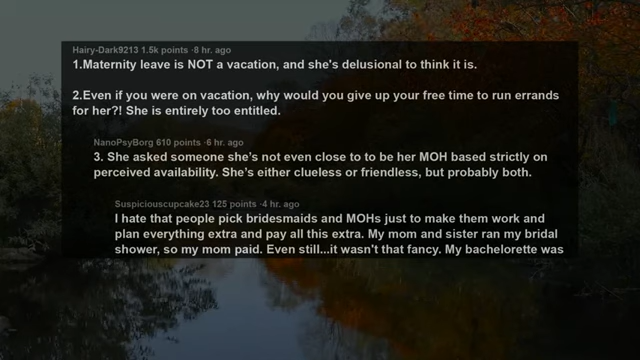 Hairy-Dark9213 1.5k points ·8 hr. ago
1.Maternity leave is NOT a vacation, and she's delusional to think it is.
2.Even if you were on vacation, why would you give up your free time to run errands
for her?! She is entirely too entitled.
NanoPsyBorg 610 points ·6 hr. ago
3. She asked someone she’s not even close to to be her MOH based strictly on
perceived availability. She’s either clueless or friendless, but probably both.
Suspiciouscupcake23 125 points ·4 hr. ago
I hate that people pick bridesmaids and MOHs just to make them work and
plan everything extra and pay all this extra. My mom and sister ran my bridal
shower, so my mom paid. Even still...it wasn't that fancy. My bachelorette was